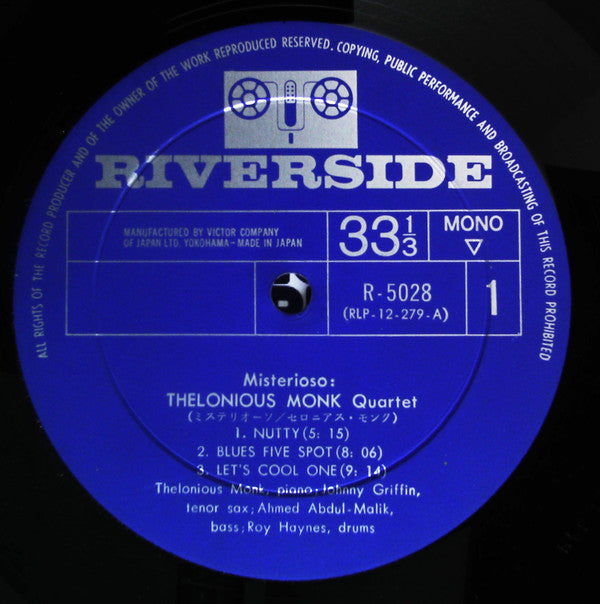 ALL RIGHTS OF THE RECORD PRODUCER AND OF THE OWNER OF THE WORK REPRODUCED RESERVED. COPYING, PUBLIC PERFORMANCE AND BROADCASTING OF THIS RECORD PROHIBITED
RIVERSIDE
MANUFACTURED BY VICTOR COMPANY
OF JAPAN LTD. YOKOHAMA-MADE IN JAPAN
33 1/3
MONO
▽
R-5028
(RLP-12-279-A)
1
Misterioso:
THELONIOUS MONK Quartet
(ミステリオーソ/セロニアス・モンク)
1. NUTTY(5: 15)
2. BLUES FIVE SPOT(8: 06)
3. LET'S COOL ONE(9: 14)
Thelonious Monk, piano;Johnny Griffin,
tenor sax;Ahmed Abdul-Malik,
bass;Roy Haynes, drums